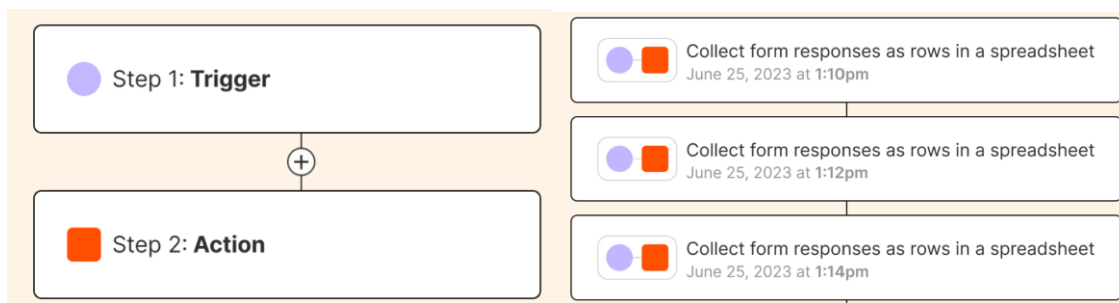 Step 1: Trigger
Step 2: Action
Collect form responses as rows in a spreadsheet
June 25, 2023 at 1:10pm
Collect form responses as rows in a spreadsheet
June 25, 2023 at 1:12pm
Collect form responses as rows in a spreadsheet
June 25, 2023 at 1:14pm